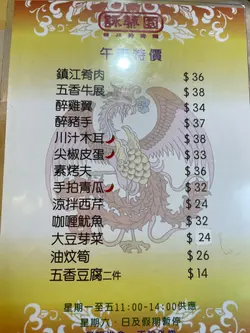 詠藜園
午市特價
鎮江肴肉 $36
五香牛展 $38
醉雞翼 $34
醉豬手 $37
川汁木耳 $38
尖椒皮蛋 $33
素烤夫 $36
手拍青瓜 $32
涼拌西芹 $24
咖喱魷魚 $32
大豆芽菜 $24
油炆筍 $26
五香豆腐二件 $14
星期一至五11:00-14:00供應
星期六、日及假期暫停